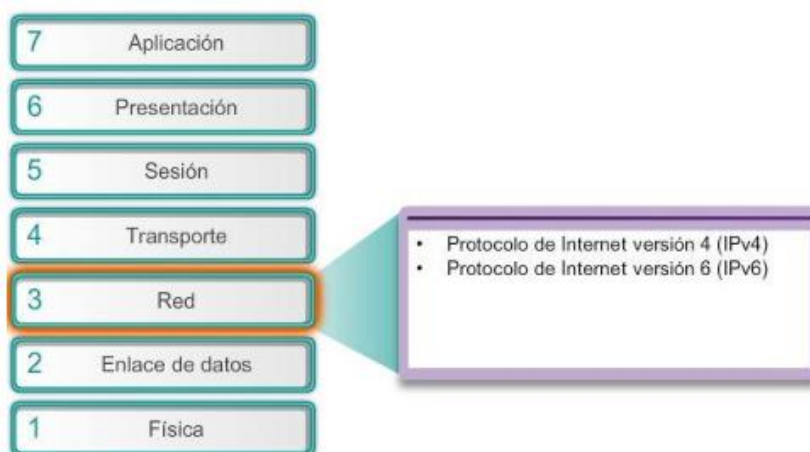 7 Aplicación
6 Presentación
5 Sesión
4 Transporte
3 Red
2 Enlace de datos
1 Física
• Protocolo de Internet versión 4 (IPv4)
• Protocolo de Internet versión 6 (IPv6)